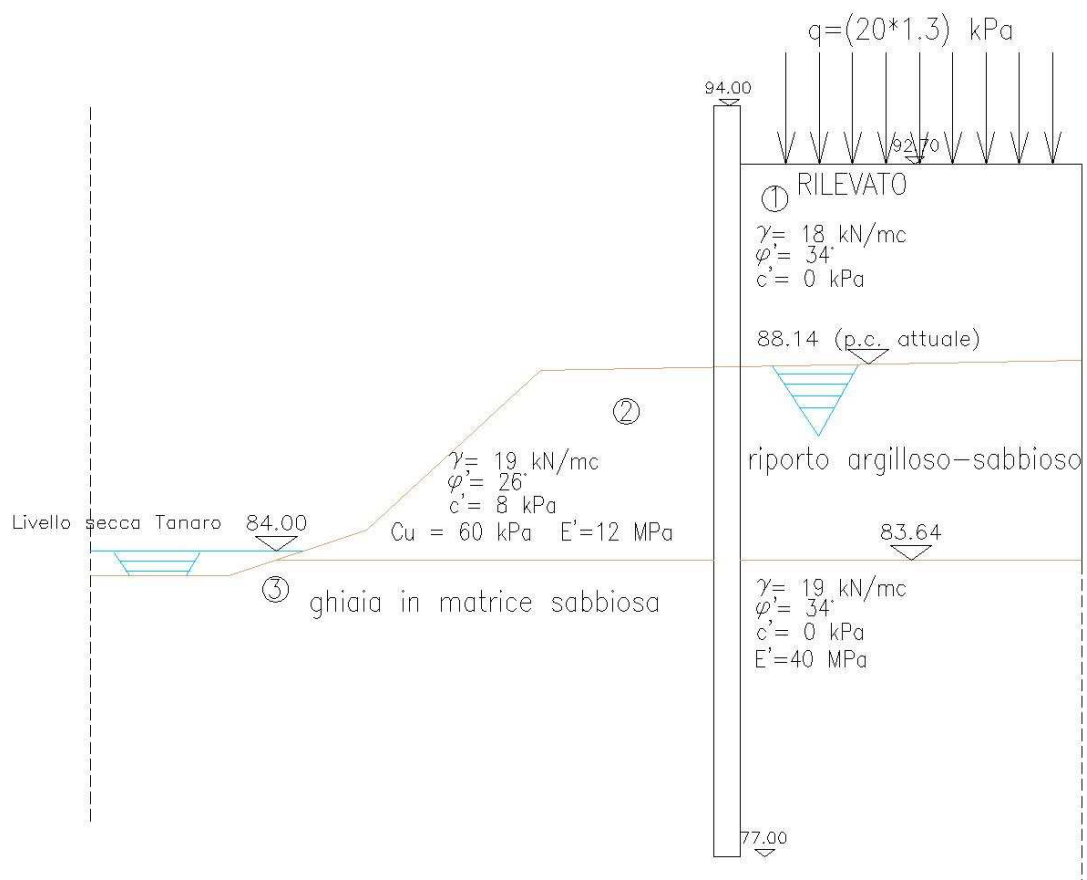 q=(20*1.3) kPa
94.00
92.70
RILEVATO
1
γ= 18 kN/mc
φ'= 34°
c'= 0 kPa
88.14 (p.c. attuale)
2
γ= 19 kN/mc
φ'= 26°
c'= 8 kPa
Cu = 60 kPa E'=12 MPa
riporto argilloso-sabbioso
Livello secca Tanaro 84.00
83.64
3
ghiaia in matrice sabbiosa
γ= 19 kN/mc
φ'= 34°
c'= 0 kPa
E'=40 MPa
77.00